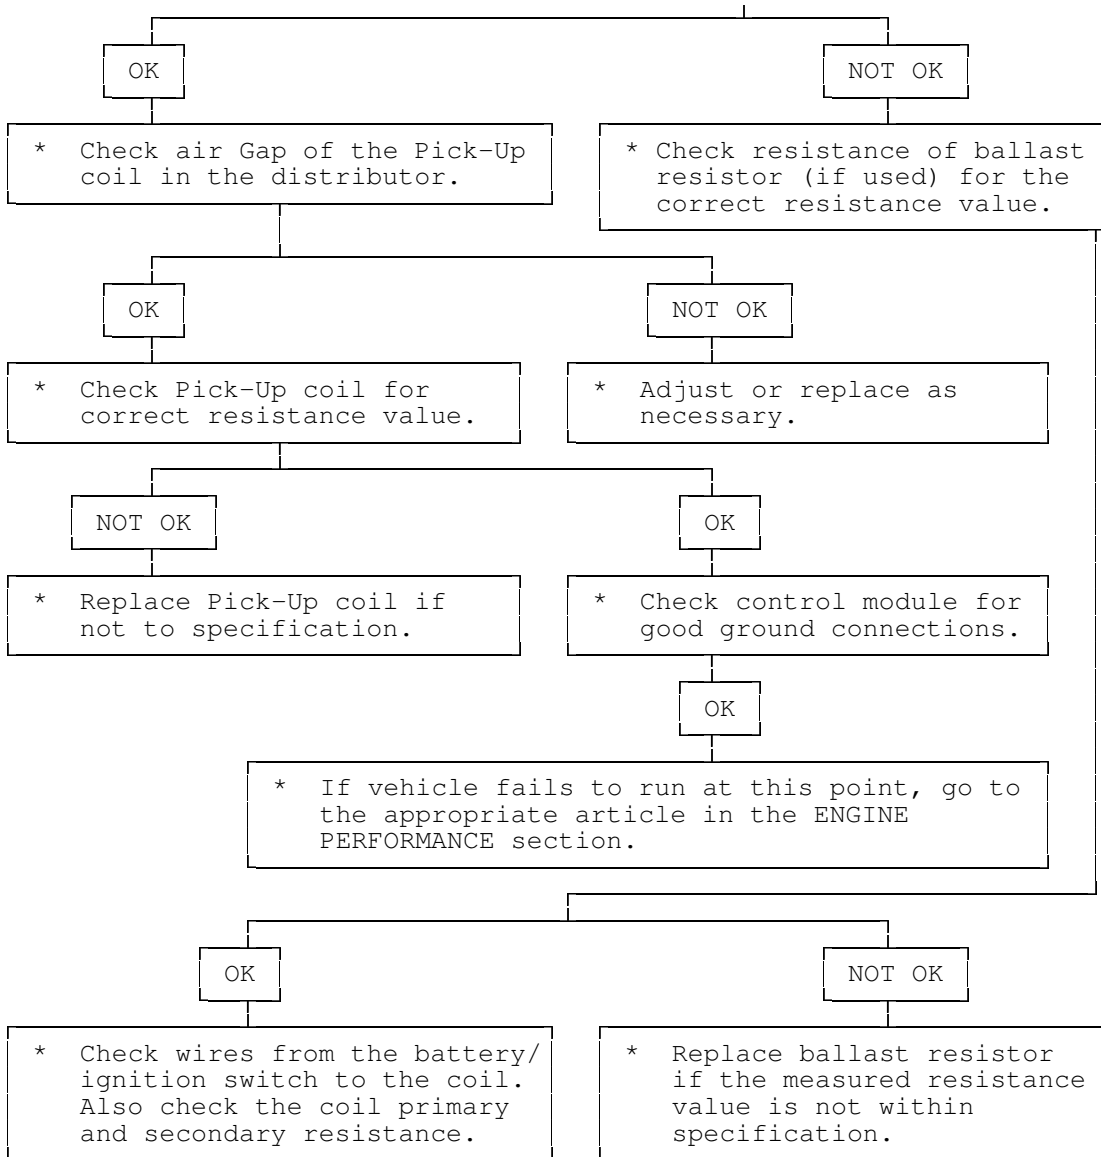 OK
NOT OK
* Check air Gap of the Pick-Up
coil in the distributor.
* Check resistance of ballast
resistor (if used) for the
correct resistance value.
OK
NOT OK
* Check Pick-Up coil for
correct resistance value.
* Adjust or replace as
necessary.
NOT OK
OK
* Replace Pick-Up coil if
not to specification.
* Check control module for
good ground connections.
OK
* If vehicle fails to run at this point, go to
the appropriate article in the ENGINE
PERFORMANCE section.
OK
NOT OK
* Check wires from the battery/
ignition switch to the coil.
Also check the coil primary
and secondary resistance.
* Replace ballast resistor
if the measured resistance
value is not within
specification.